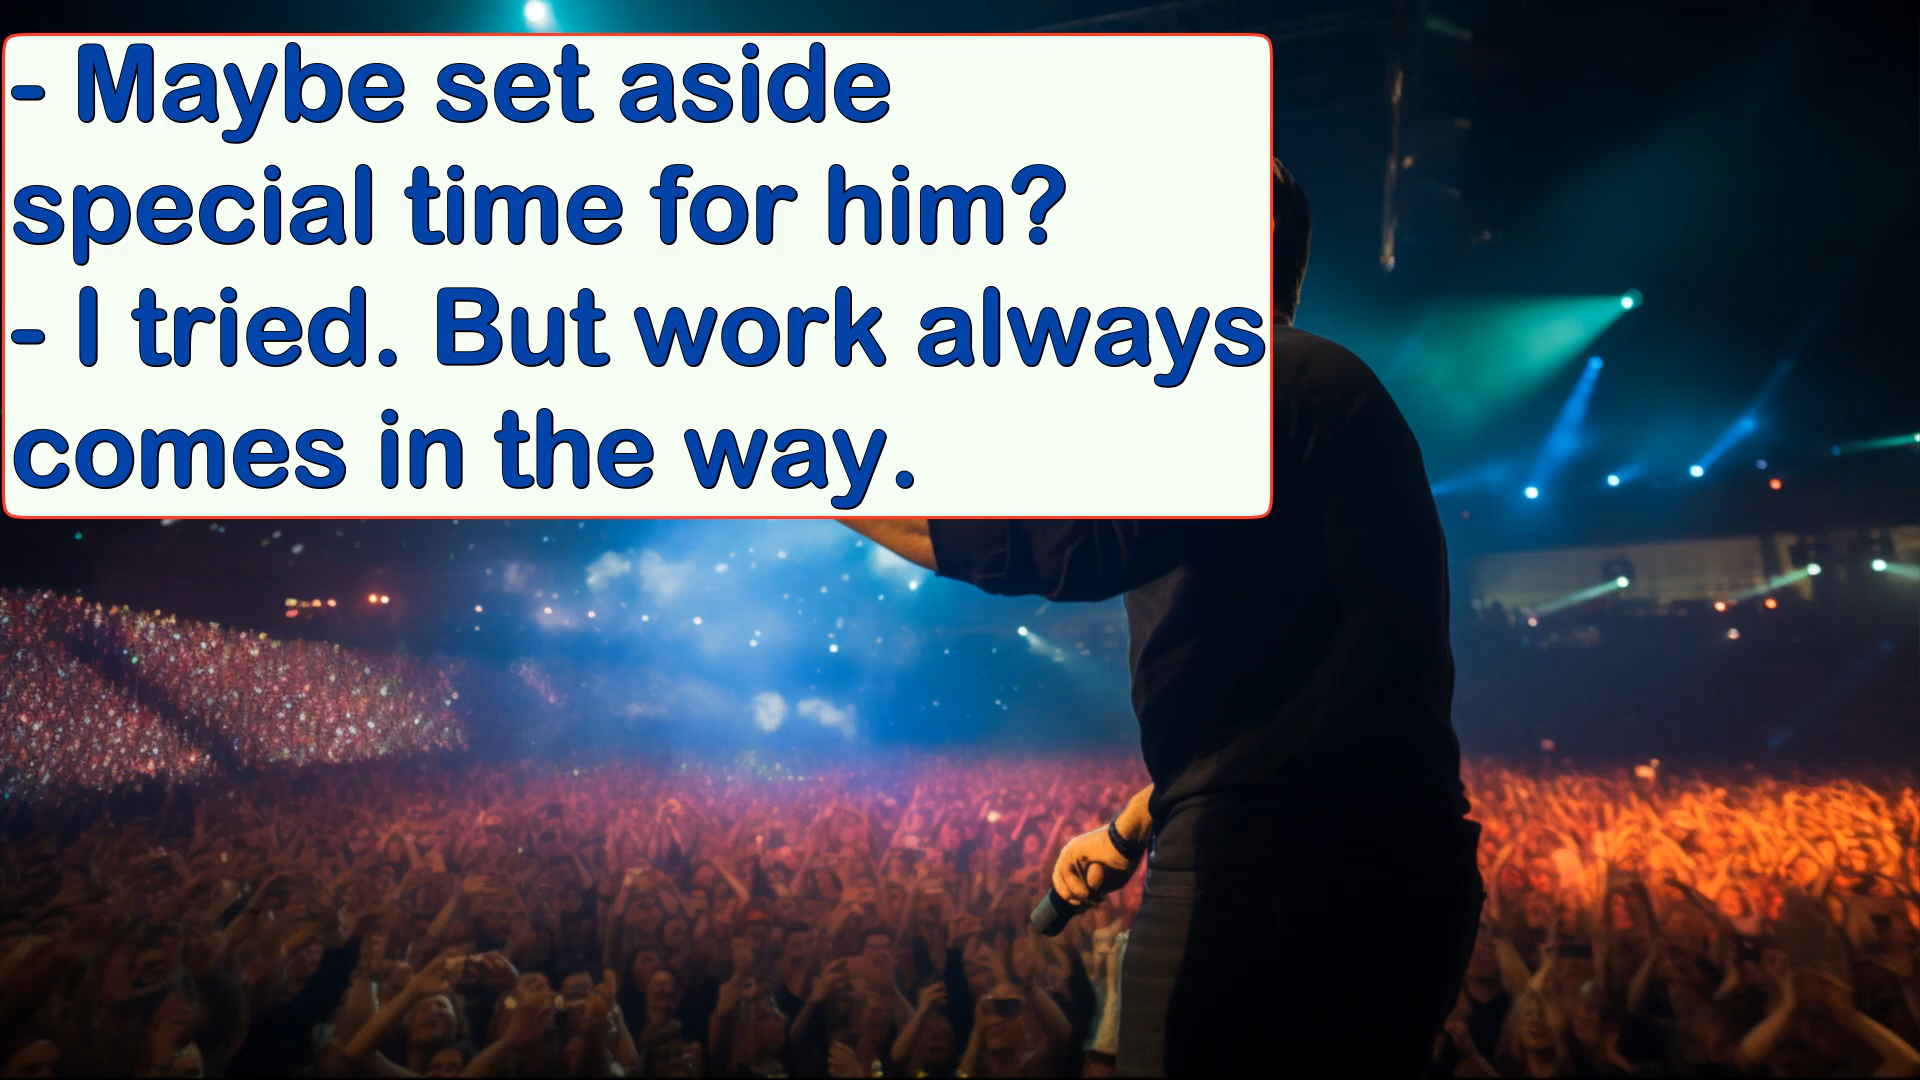 - Maybe set aside
special time for him?
- I tried. But work always
comes in the way.